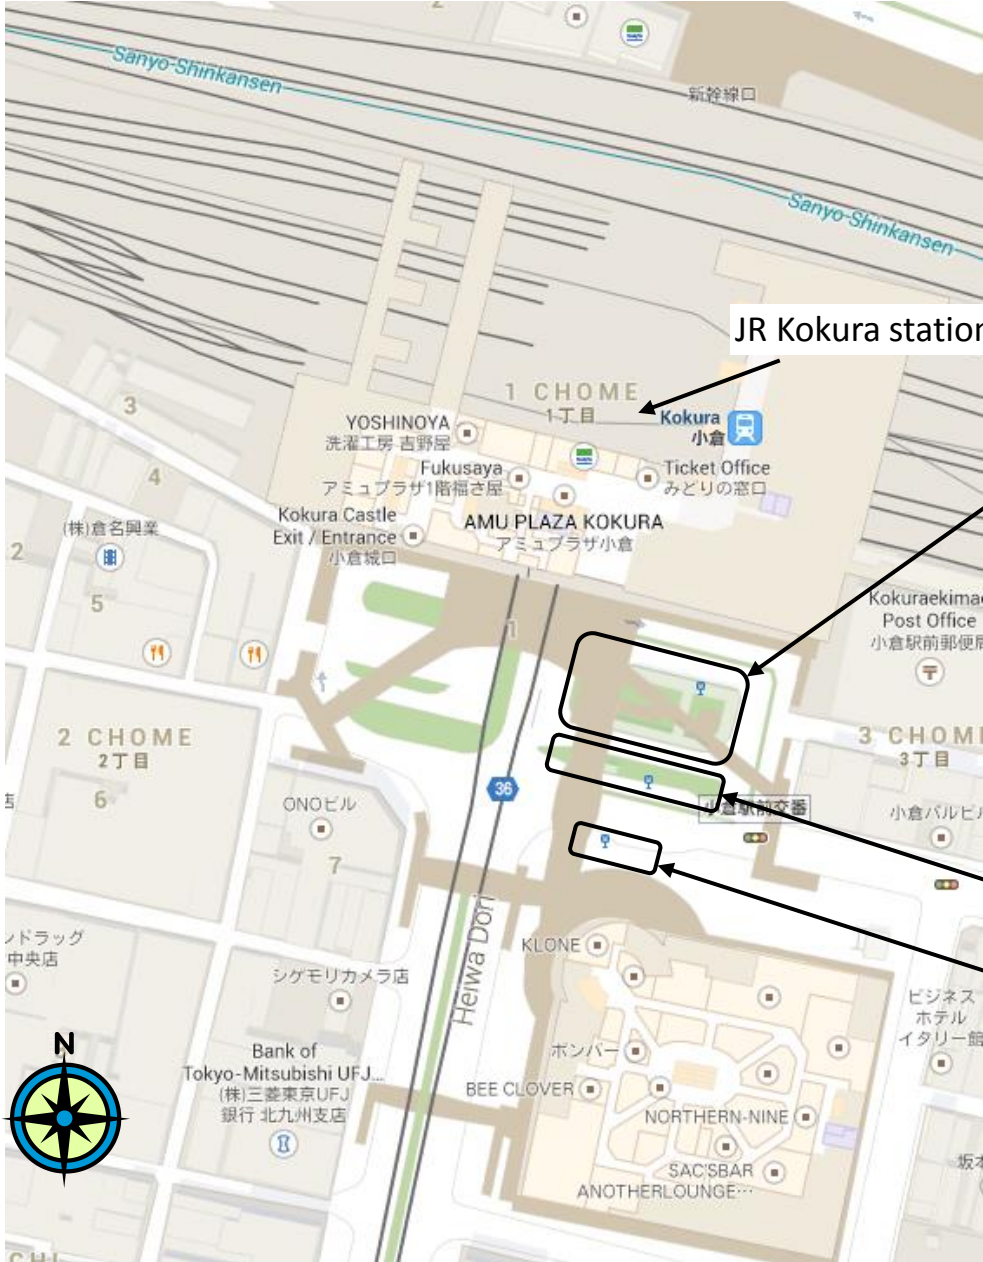 2
Sanyo-Shinkansen
新幹線口
Sanyo-Shinkansen
JR Kokura station
1 CHOME
1丁目
3
YOSHINOYA
洗濯工房 吉野屋
Kokura
小倉
Fukusaya
アミュプラザ1階福さ屋
Ticket Office
みどりの窓口
4
Kokura Castle
Exit / Entrance
小倉城口
AMU PLAZA KOKURA
アミュプラザ小倉
(株)倉名興業
2
5
1
Kokuraekimae
Post Office
小倉駅前郵便局
2 CHOME
2丁目
3 CHOME
3丁目
6
36
ONOビル
小倉駅前交番
小倉バルビル
7
ンドラッグ
中央店
シゲモリカメラ店
KLONE
Heiwa Dori
ビジネス
ホテル
イタリー館
N
Bank of
Tokyo-Mitsubishi UFJ...
(株)三菱東京UFJ
銀行 北九州支店
ボンバー
BEE CLOVER
NORTHERN-NINE
SAC'SBAR
ANOTHERLOUNGE…
坂本